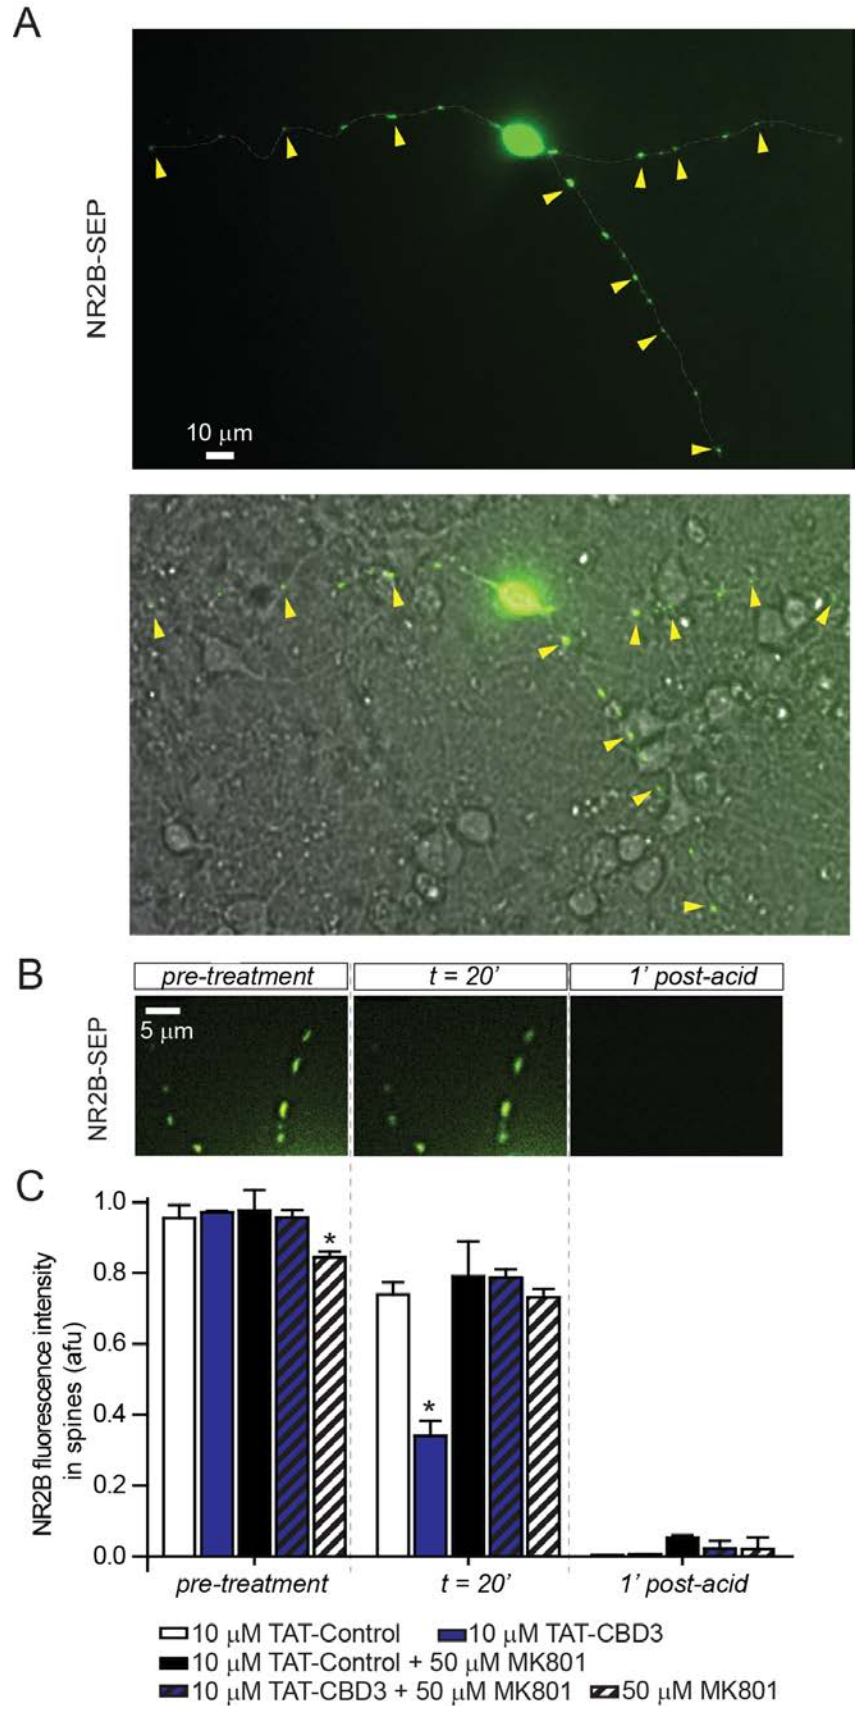 A
NR2B-SEP
10 μm
B
pre-treatment
t = 20’
1’ post-acid
NR2B-SEP
5 μm
C
NR2B fluorescence intensity
in spines (afu)
1.0
0.8
0.6
0.4
0.2
0.0
*
*
pre-treatment
t = 20’
1’ post-acid
10 μM TAT-Control
10 μM TAT-CBD3
10 μM TAT-Control + 50 μM MK801
10 μM TAT-CBD3 + 50 μM MK801
50 μM MK801